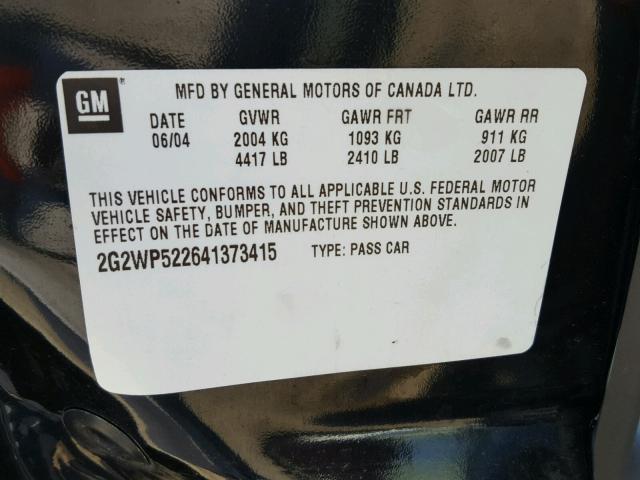 GM
MFD BY GENERAL MOTORS OF CANADA LTD.
DATE GVWR GAWR FRT GAWR RR
06/04 2004 KG 1093 KG 911 KG
4417 LB 2410 LB 2007 LB
THIS VEHICLE CONFORMS TO ALL APPLICABLE U.S. FEDERAL MOTOR
VEHICLE SAFETY, BUMPER, AND THEFT PREVENTION STANDARDS IN
EFFECT ON THE DATE OF MANUFACTURE SHOWN ABOVE.
2G2WP522641373415 TYPE: PASS CAR